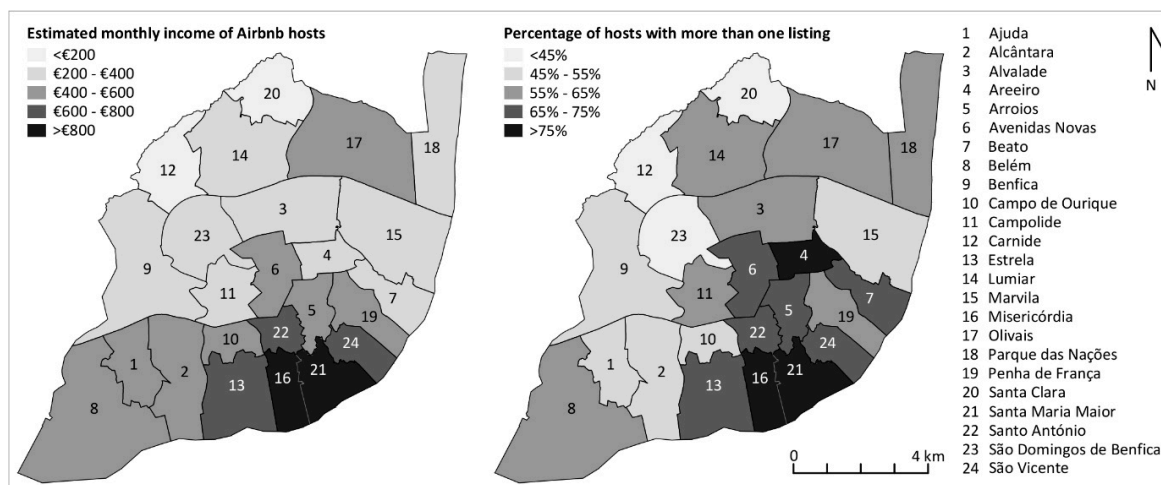 Estimated monthly income of Airbnb hosts
<€200
€200 - €400
€400 - €600
€600 - €800
>€800
20
17
18
14
12
3
23
15
4
9
6
11
7
5
19
22
10
24
1
2
21
16
13
8
Percentage of hosts with more than one listing
<45%
45% - 55%
55% - 65%
65% - 75%
>75%
20
17
18
14
12
3
23
15
4
9
6
11
7
5
19
22
10
24
1
2
21
16
13
8
0 4 km
1 Ajuda
2 Alcântara
3 Alvalade
4 Areeiro
5 Arroios
6 Avenidas Novas
7 Beato
8 Belém
9 Benfica
10 Campo de Ourique
11 Campolide
12 Carnide
13 Estrela
14 Lumiar
15 Marvila
16 Misericórdia
17 Olivais
18 Parque das Nações
19 Penha de França
20 Santa Clara
21 Santa Maria Maior
22 Santo António
23 São Domingos de Benfica
24 São Vicente
N